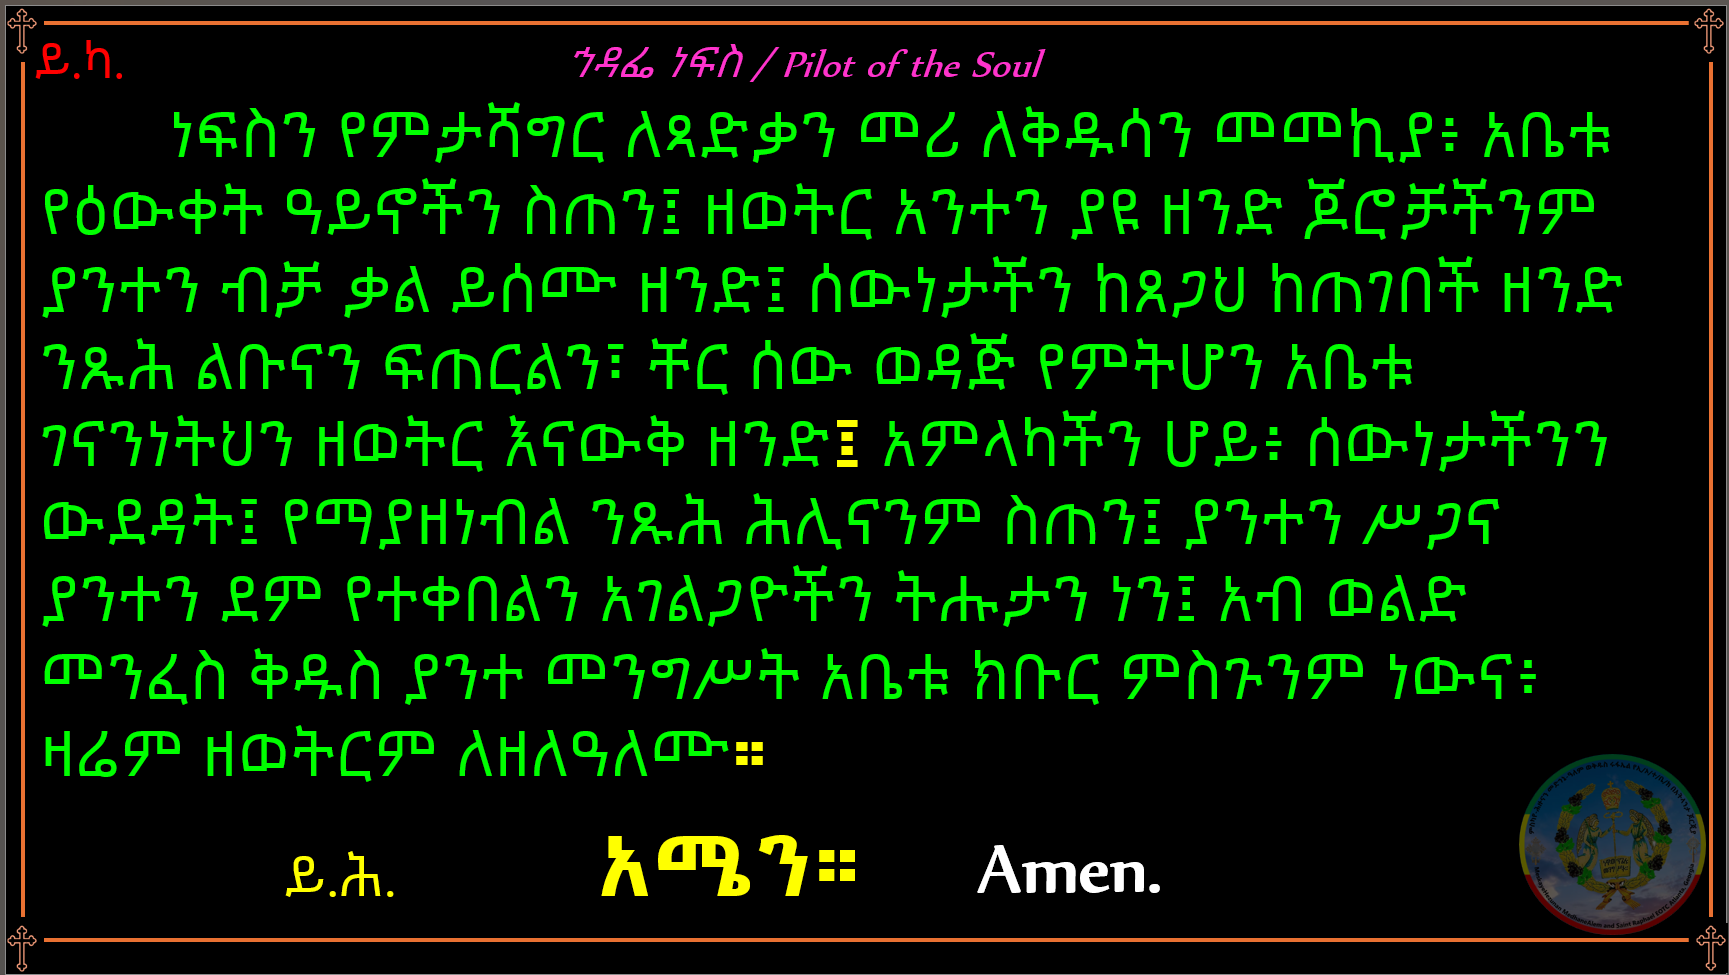 ይ.ካ.
ኀዳፌ ነፍስ / Pilot of the Soul
ነፍስን የምታሻግር ለጻድቃን መሪ ለቅዱሳን መመኪያ፥ አቤቱ
የዕውቀት ዓይኖችን ስጠን፤ ዘወትር አንተን ያዩ ዘንድ ጆሮቻችንም
ያንተን ብቻ ቃል ይሰሙ ዘንድ፤ ሰውነታችን ከጸጋህ ከጠገበች ዘንድ
ንጹሕ ልቡናን ፍጠርልን፣ ቸር ሰው ወዳጅ የምትሆን አቤቱ
ገናንነትህን ዘወትር እናውቅ ዘንድ፤ አምላካችን ሆይ፥ ሰውነታችንን
ውደዳት፤ የማያዘነብል ንጹሕ ሕሊናንም ስጠን፤ ያንተን ሥጋና
ያንተን ደም የተቀበልን አገልጋዮችን ትሑታን ነን፤ አብ ወልድ
መንፈስ ቅዱስ ያንተ መንግሥት አቤቱ ክቡር ምስጉንም ነውና፥
ዛሬም ዘወትርም ለዘለዓለሙ።
ይ.ሕ. አሜን። Amen.